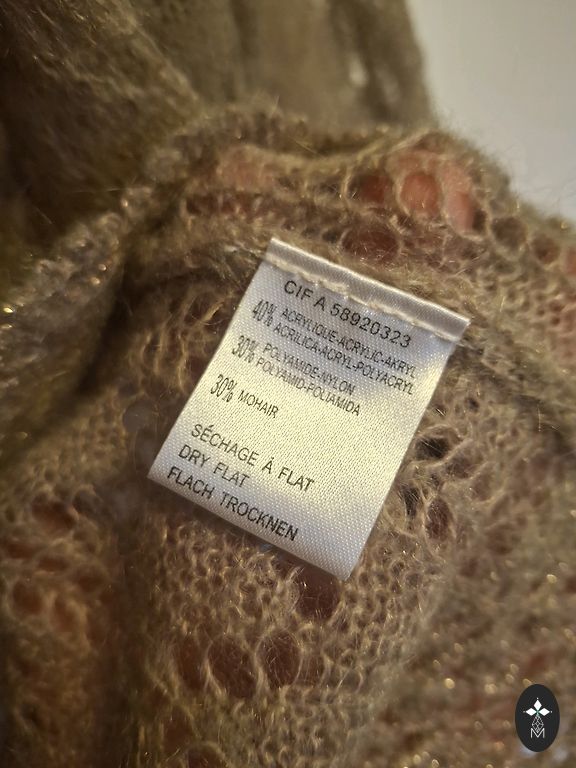 CIF A 58920323
40% ACRYLIQUE-ACRYLIC-AKRYL
ACRILICA-ACRYL-POLYACRYL
30% POLYAMIDE-NYLON
POLYAMID-POLIAMIDA
30% MOHAIR
SÉCHAGE À FLAT
DRY FLAT
FLACH TROCKNEN
M